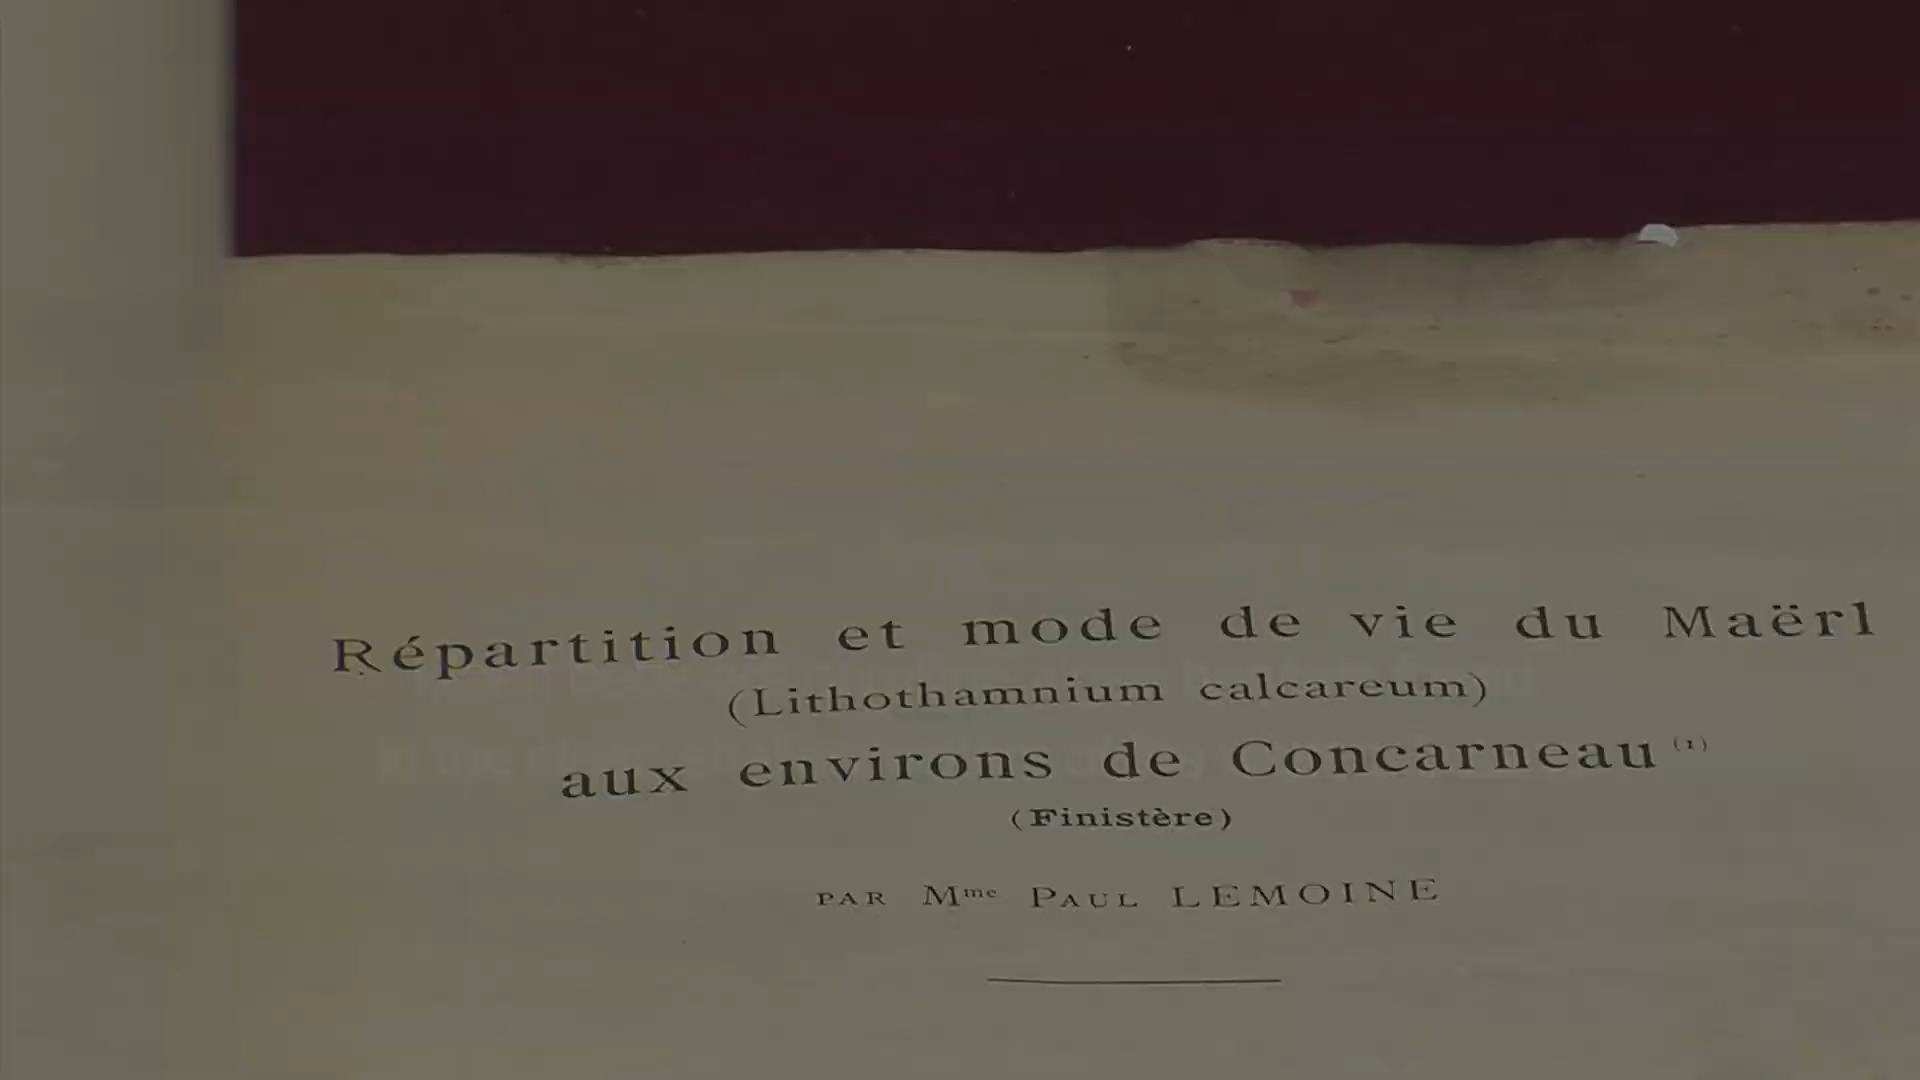 Répartition et mode de vie du Maërl
(Lithothamnium calcareum)
aux environs de Concarneau (1)
(Finistère)
PAR Mme PAUL LEMOINE